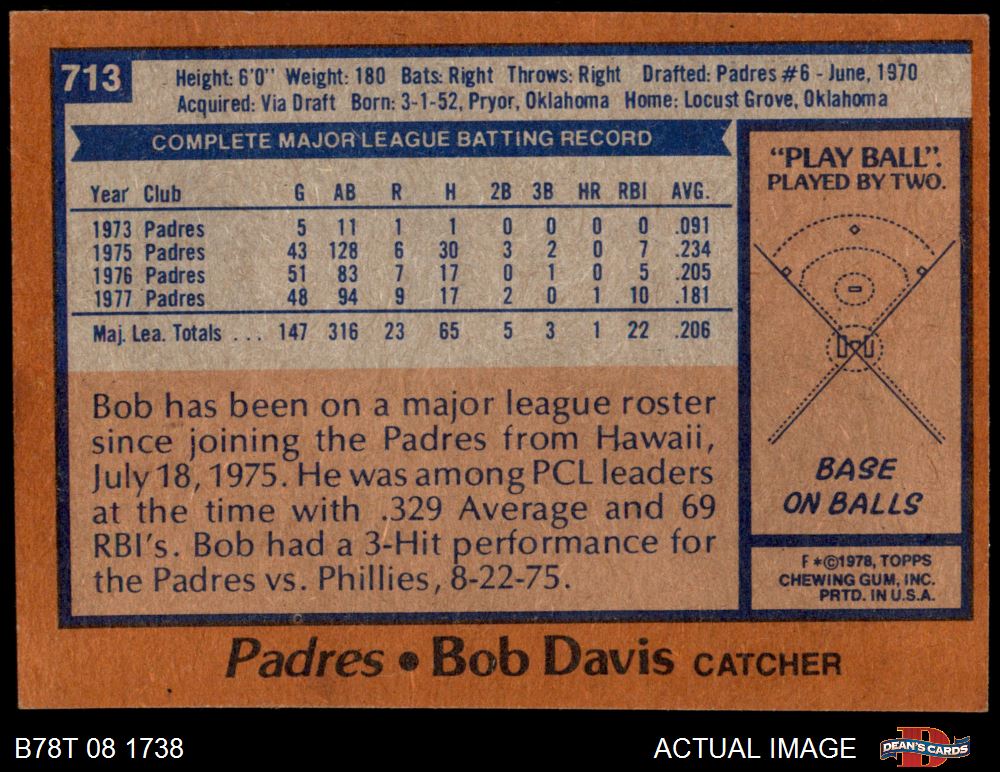 713
Height: 6'0" Weight: 180 Bats: Right Throws: Right Drafted: Padres #6 - June, 1970
Acquired: Via Draft Born: 3-1-52, Pryor, Oklahoma Home: Locust Grove, Oklahoma
COMPLETE MAJOR LEAGUE BATTING RECORD
Year Club G AB R H 2B 3B HR RBI AVG.
1973 Padres 5 11 1 1 0 0 0 0 .091
1975 Padres 43 128 6 30 3 2 0 7 .234
1976 Padres 51 83 7 17 0 1 0 5 .205
1977 Padres 48 94 9 17 2 0 1 10 .181
Maj. Lea. Totals . . . 147 316 23 65 5 3 1 22 .206
Bob has been on a major league roster
since joining the Padres from Hawaii,
July 18, 1975. He was among PCL leaders
at the time with .329 Average and 69
RBI's. Bob had a 3-Hit performance for
the Padres vs. Phillies, 8-22-75.
"PLAY BALL".
PLAYED BY TWO.
BASE
ON BALLS
F*©1978, TOPPS
CHEWING GUM, INC.
PRTD. IN U.S.A.
Padres • Bob Davis CATCHER
B78T 08 1738
ACTUAL IMAGE
D
DEAN'S CARDS